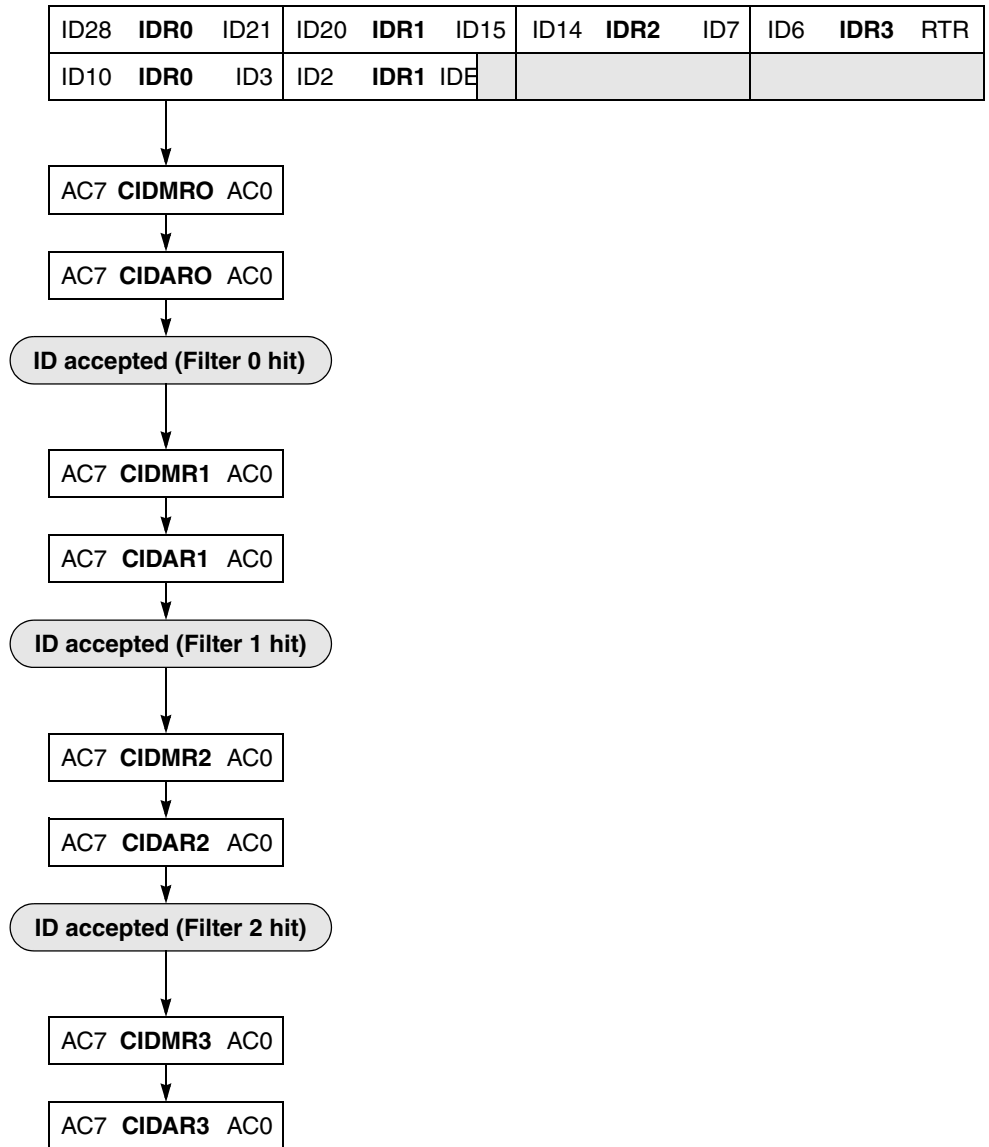 ID28 IDR0 ID21 ID20 IDR1 ID15 ID14 IDR2 ID7 ID6 IDR3 RTR
ID10 IDR0 ID3 ID2 IDR1 IDE
AC7 CIDMRO AC0
AC7 CIDARO AC0
ID accepted (Filter 0 hit)
AC7 CIDMR1 AC0
AC7 CIDAR1 AC0
ID accepted (Filter 1 hit)
AC7 CIDMR2 AC0
AC7 CIDAR2 AC0
ID accepted (Filter 2 hit)
AC7 CIDMR3 AC0
AC7 CIDAR3 AC0